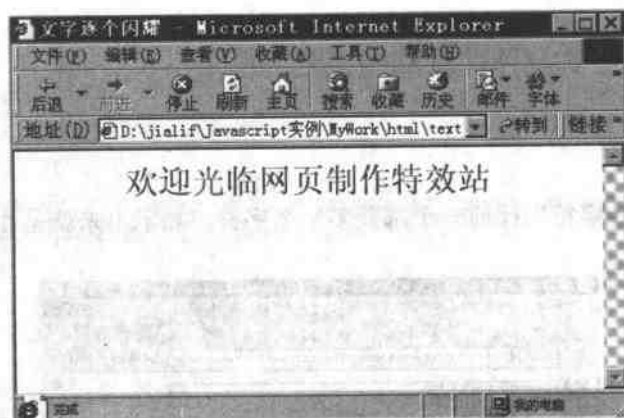 文字逐个闪耀 - Microsoft Internet Explorer
文件(F) 编辑(E) 查看(V) 收藏(A) 工具(T) 帮助(H)
后退 前进 停止 刷新 主页 搜索 收藏 历史 邮件 字体
地址(D) D:\jialif\Javascript实例\MyWork\html\text 转到 链接
欢迎光临网页制作特效站
完成 我的电脑